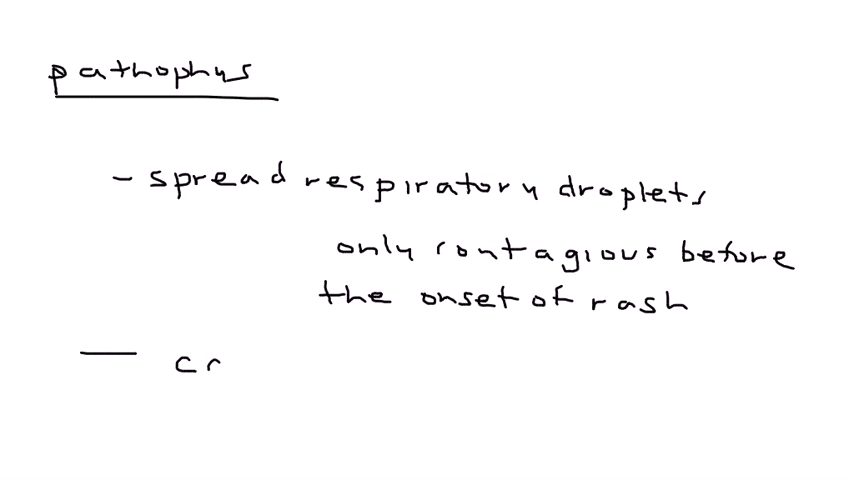 pathophys
- spread respiratory droplets
only contagious before
the onset of rash
— cr